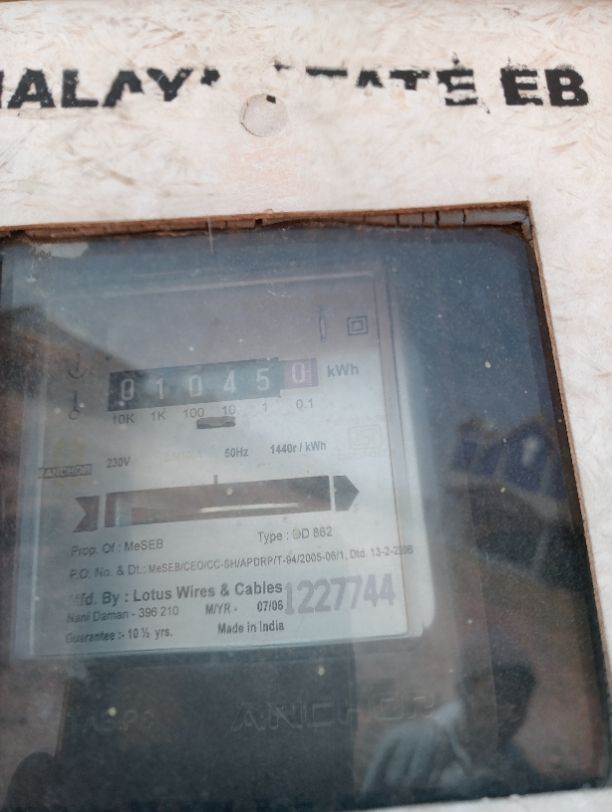 HALAYA STATE EB
010450 kWh
10K 1K 100 10 1 0.1
ANCHOR 230V 50Hz 1440r / kWh
Prop. Of : MeSEB Type : DD 862
P.O. No. & Dt.: MeSEB/CEO/CC-SH/APDRP/T-94/2005-06/1, Dtd. 13-2-2006
Mfd. By : Lotus Wires & Cables
1227744
Nani Daman - 396 210 M/YR - 07/06
Guarantee :- 10 ½ yrs. Made in India
ANCHOR